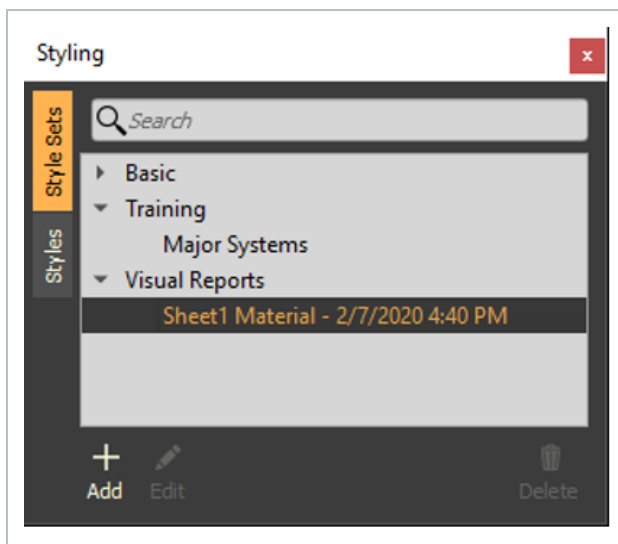 Styling
x
Style Sets
Styles
Search
Basic
Training
Major Systems
Visual Reports
Sheet1 Material - 2/7/2020 4:40 PM
Add
Edit
Delete